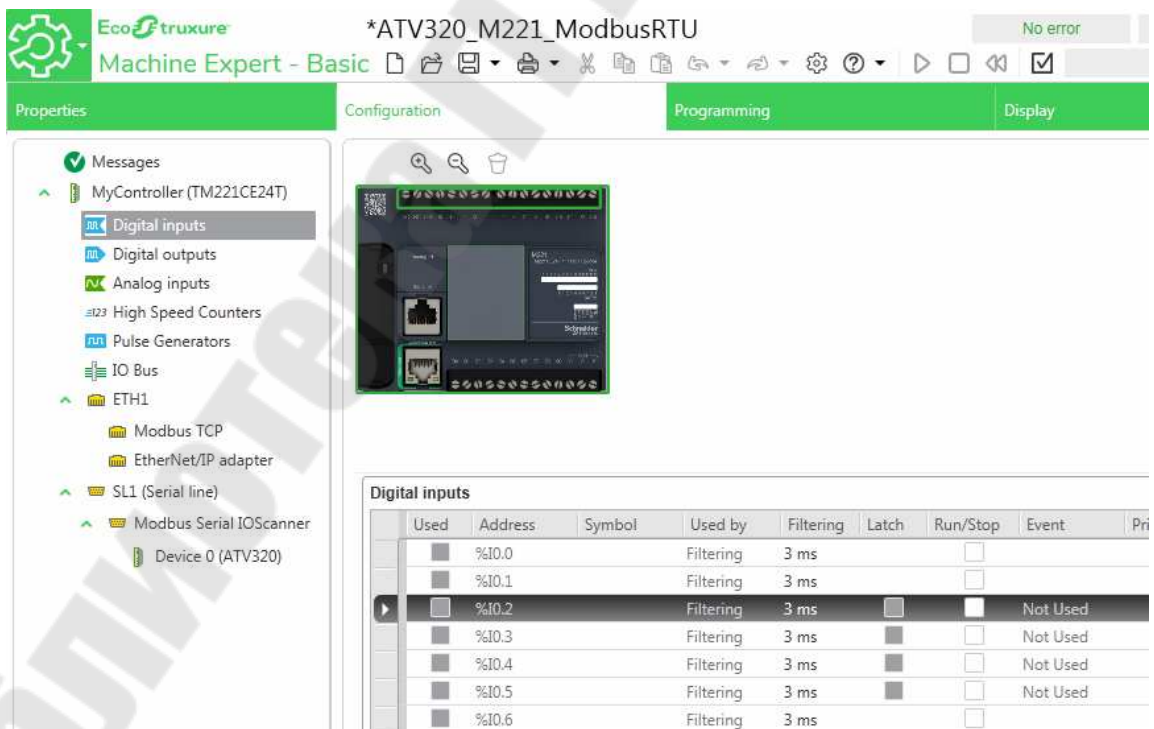 EcoStruxure
*ATV320_M221_ModbusRTU
No error
Machine Expert - Basic
Properties
Configuration
Programming
Display
Messages
MyController (TM221CE24T)
Digital inputs
Digital outputs
Analog inputs
High Speed Counters
Pulse Generators
IO Bus
ETH1
Modbus TCP
EtherNet/IP adapter
SL1 (Serial line)
Modbus Serial IOScanner
Device 0 (ATV320)
Schneider
Digital inputs
Used Address Symbol Used by Filtering Latch Run/Stop Event Pri
%I0.0 Filtering 3 ms
%I0.1 Filtering 3 ms
%I0.2 Filtering 3 ms Not Used
%I0.3 Filtering 3 ms Not Used
%I0.4 Filtering 3 ms Not Used
%I0.5 Filtering 3 ms Not Used
%I0.6 Filtering 3 ms